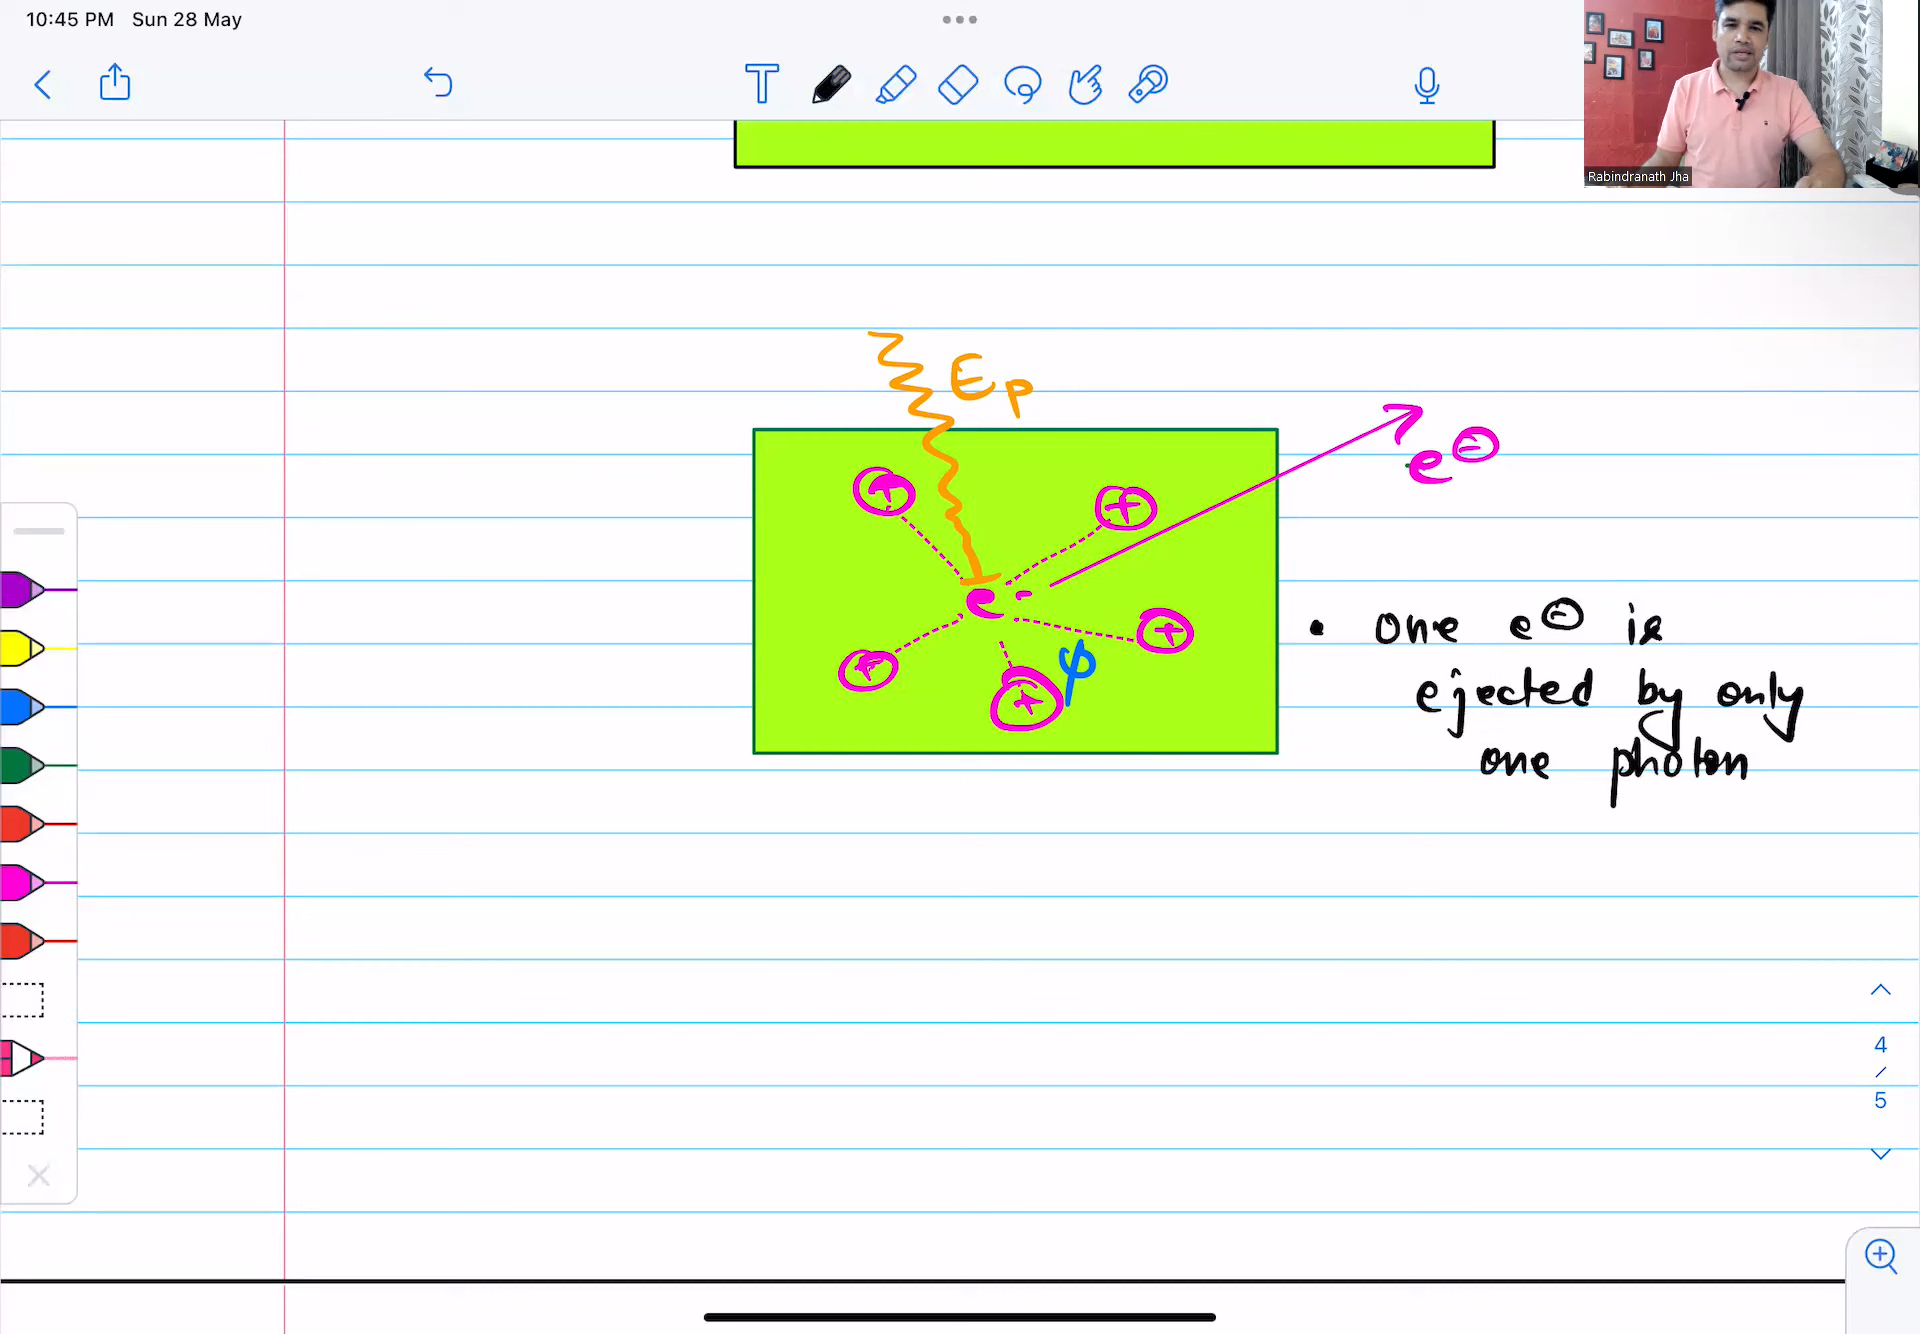 10:45 PM Sun 28 May
T
Rabindranath Jha
Ep
+
+
e⊖
e-
+
+
+
φ
• one e⊖ is
ejected by only
one photon
4
/
5